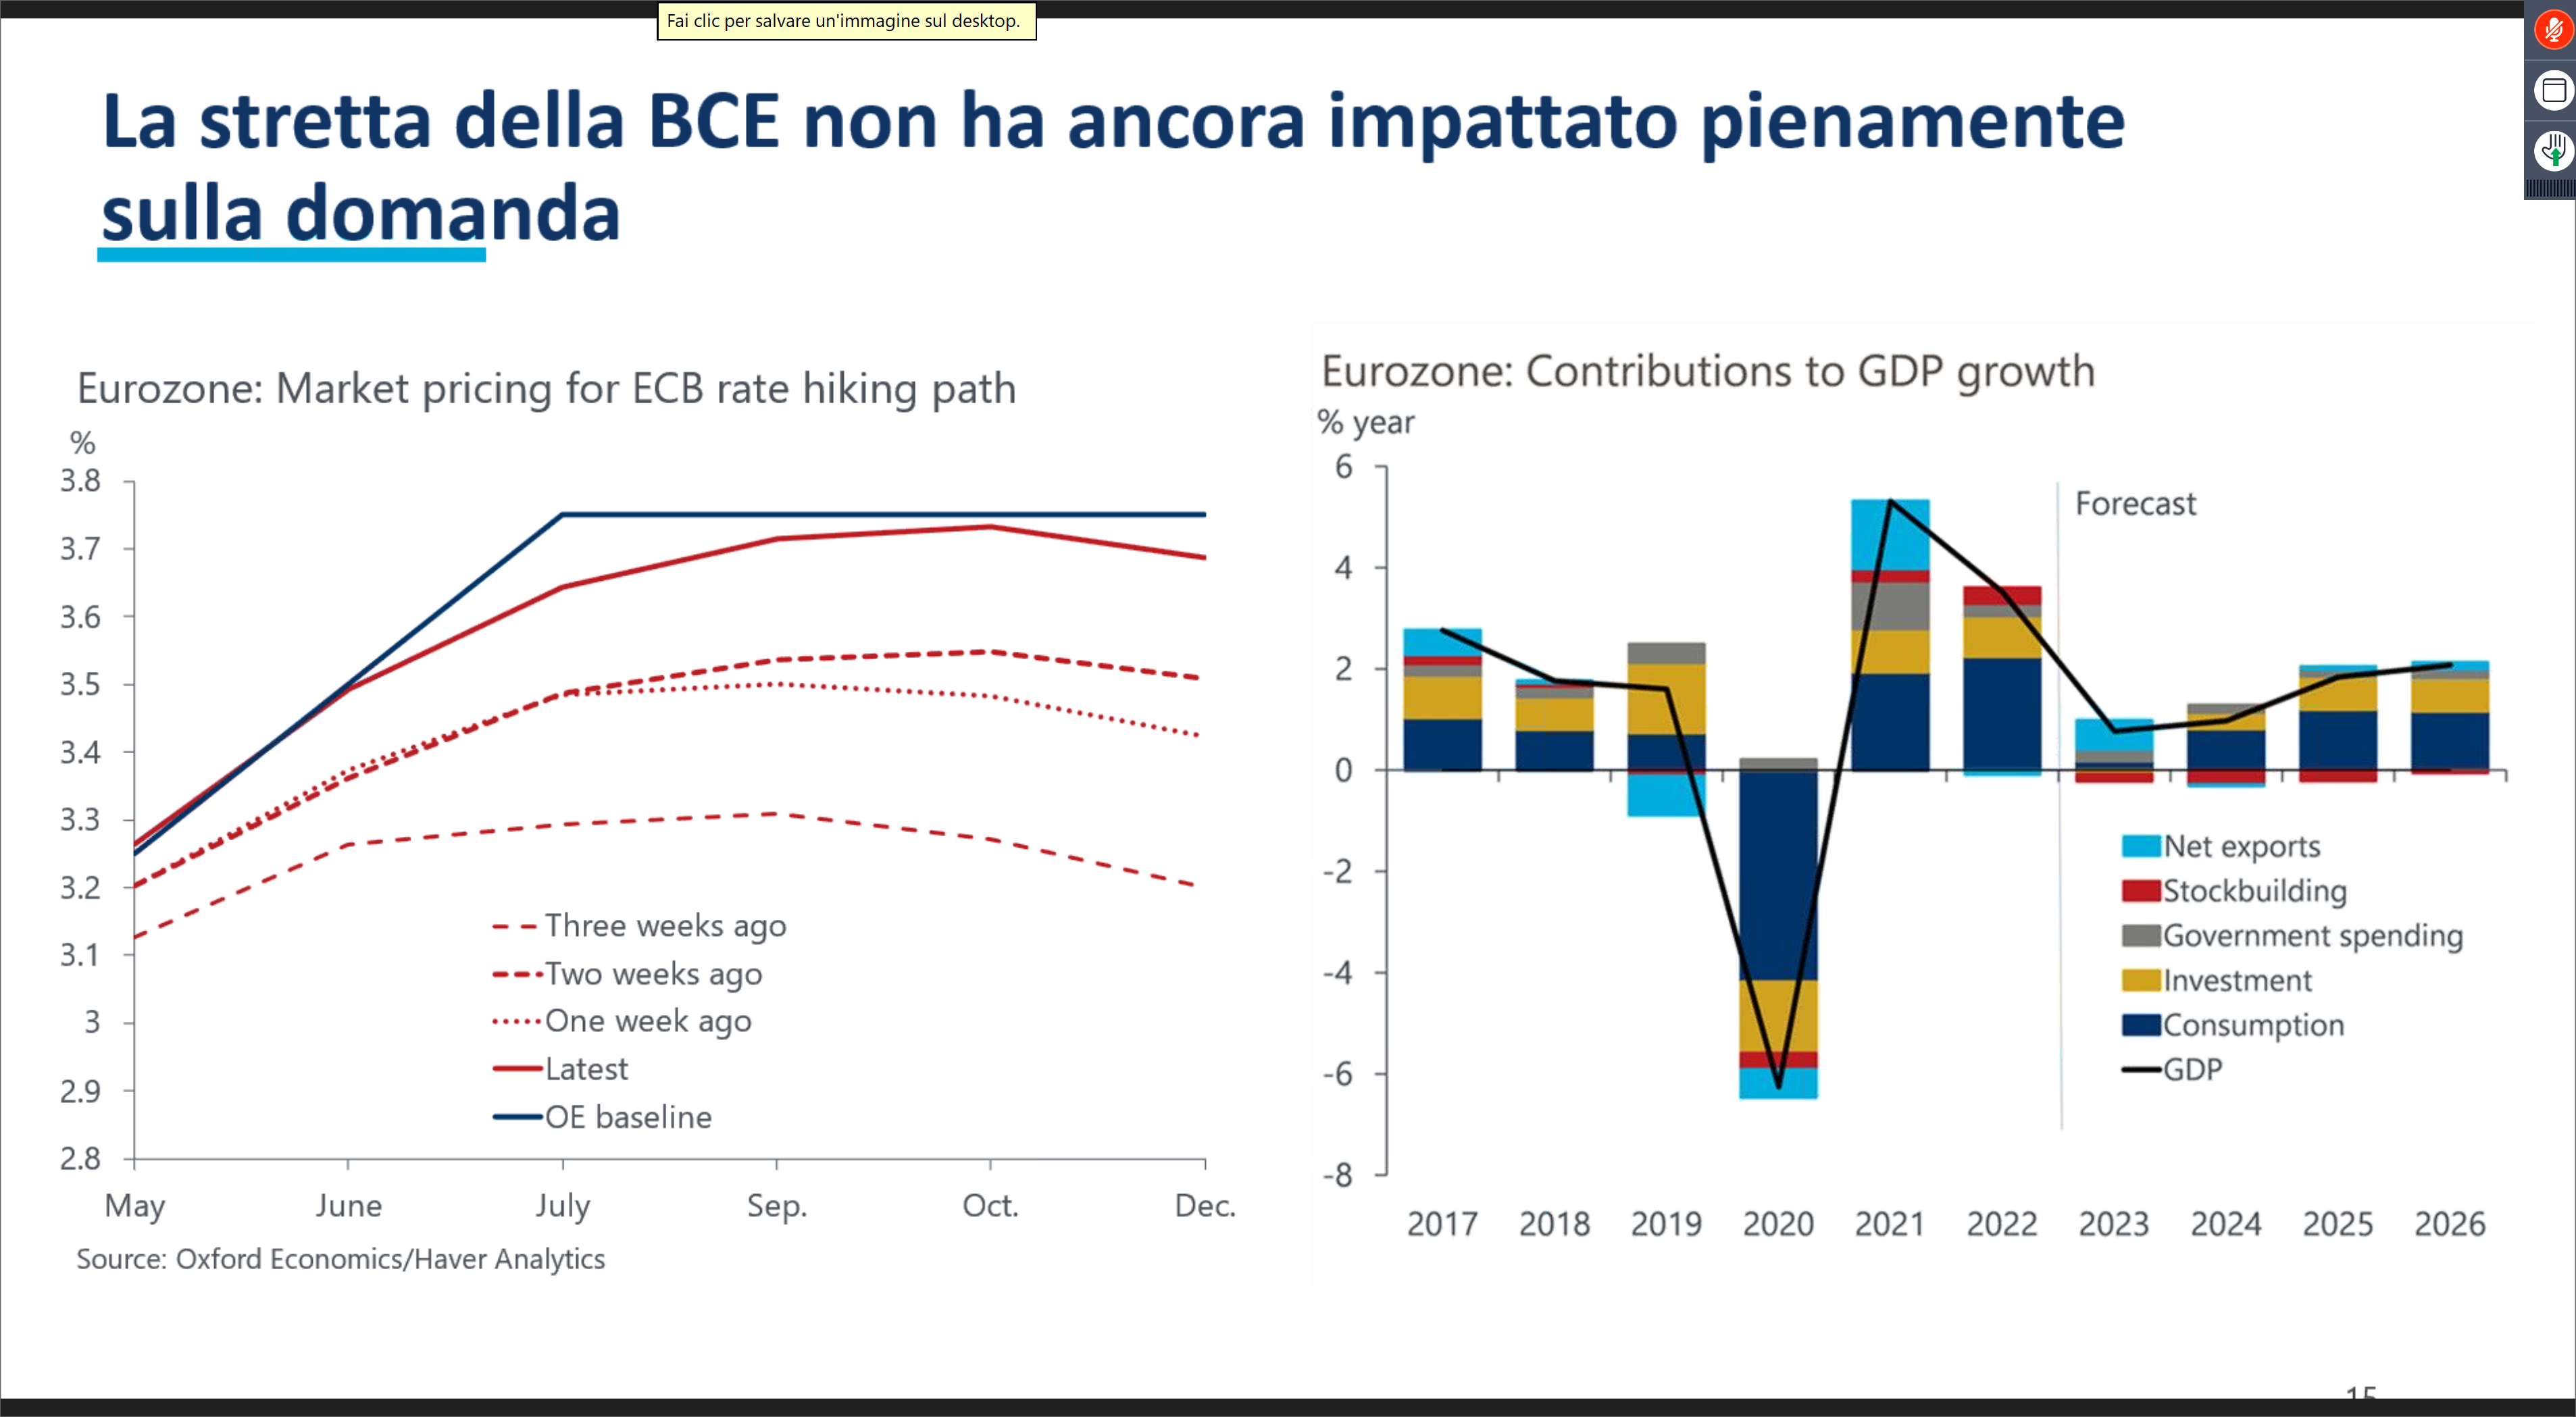 Fai clic per salvare un'immagine sul desktop.
La stretta della BCE non ha ancora impattato pienamente
sulla domanda
Eurozone: Market pricing for ECB rate hiking path
%
3.8
3.7
3.6
3.5
3.4
3.3
3.2
3.1
3
2.9
2.8
Three weeks ago
Two weeks ago
One week ago
Latest
OE baseline
May June July Sep. Oct. Dec.
Source: Oxford Economics/Haver Analytics
Eurozone: Contributions to GDP growth
% year
6
4
2
0
-2
-4
-6
-8
Forecast
Net exports
Stockbuilding
Government spending
Investment
Consumption
GDP
2017 2018 2019 2020 2021 2022 2023 2024 2025 2026
15